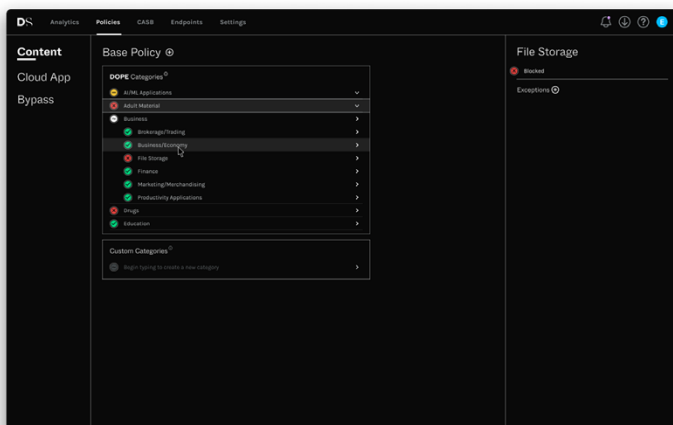 DS Analytics Policies CASB Endpoints Settings E
Content
Cloud App
Bypass
Base Policy
DOPE Categories
AI/ML Applications
Adult Material
Business
Brokerage/Trading
Business/Economy
File Storage
Finance
Marketing/Merchandising
Productivity Applications
Drugs
Education
Custom Categories
Begin typing to create a new category
File Storage
Blocked
Exceptions